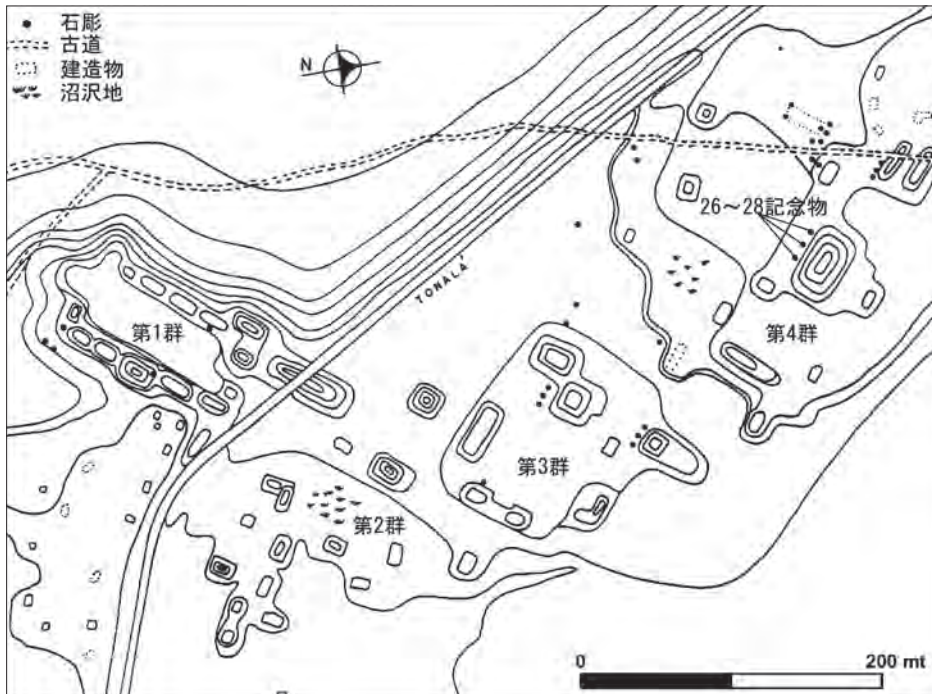 石彫
古道
建造物
沼沢地
N
26～28記念物
TONALÁ
第1群
第4群
第3群
第2群
0 200 mt